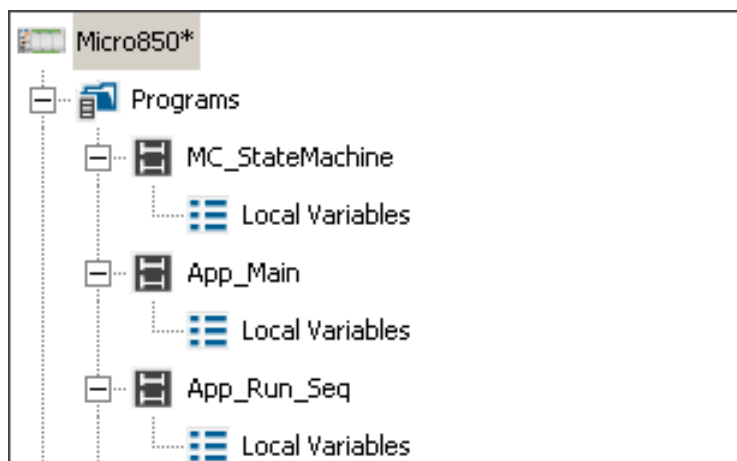 Micro850*
Programs
MC_StateMachine
Local Variables
App_Main
Local Variables
App_Run_Seq
Local Variables